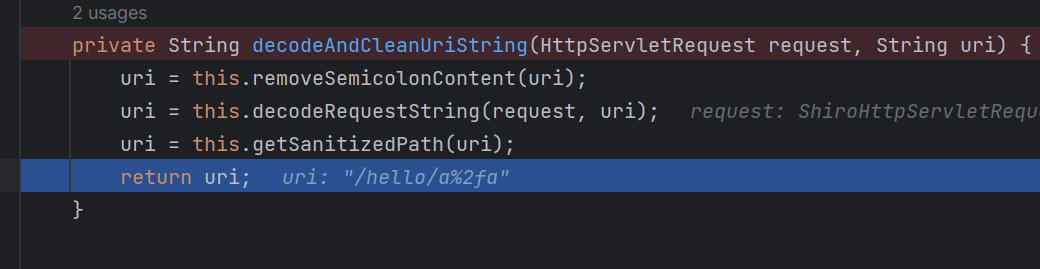 2 usages
private String decodeAndCleanUriString(HttpServletRequest request, String uri) {
uri = this.removeSemicolonContent(uri);
uri = this.decodeRequestString(request, uri); request: ShiroHttpServletRequ
uri = this.getSanitizedPath(uri);
return uri; uri: "/hello/a%2fa"
}